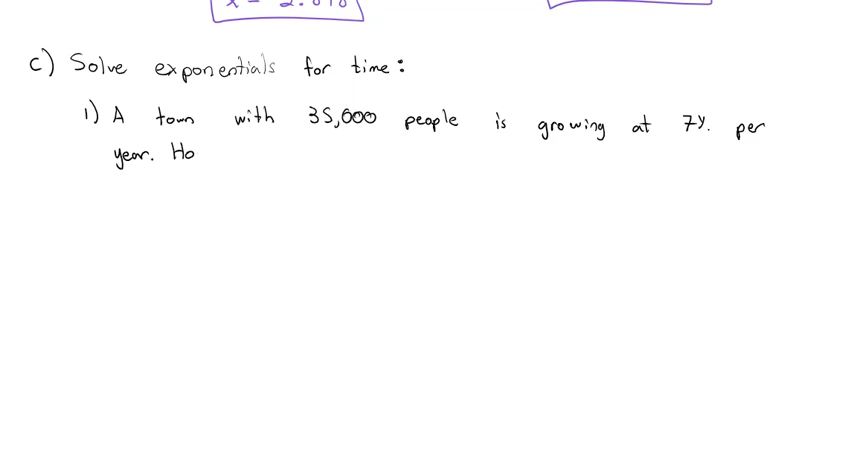 c) Solve exponentials for time:
1) A town with 35,000 people is growing at 7% per
year. Ho